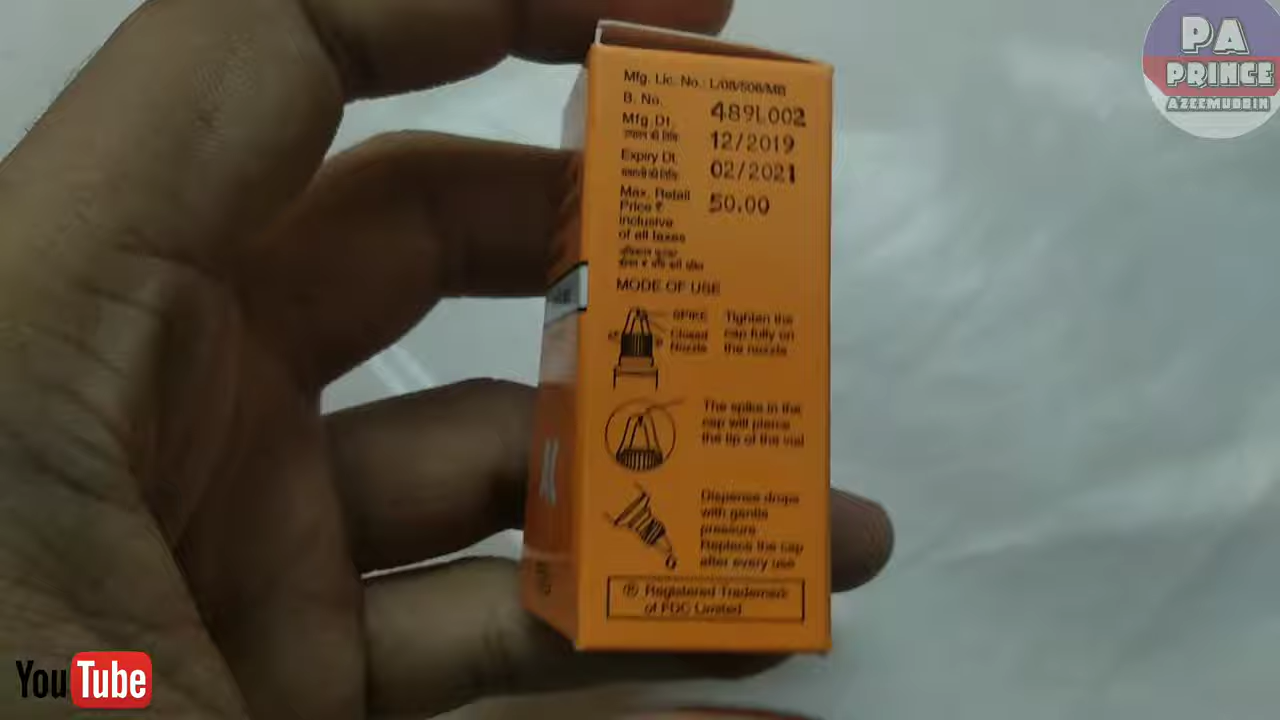 PA
PRINCE
AZEEMUDDIN
Mfg. Lic. No.: L/08/506/MB
B. No. 489L002
Mfg.Dt. 12/2019
Expiry Dt. 02/2021
Max. Retail
Price ₹ 50.00
inclusive
of all taxes
MODE OF USE
SPIKE
Closed
Nozzle
Tighten the
cap fully on
the nozzle
The spike in the
cap will pierce
the tip of the vial
Dispense drops
with gentle
pressure.
Replace the cap
after every use
® Registered Trademark
of FDC Limited
YouTube